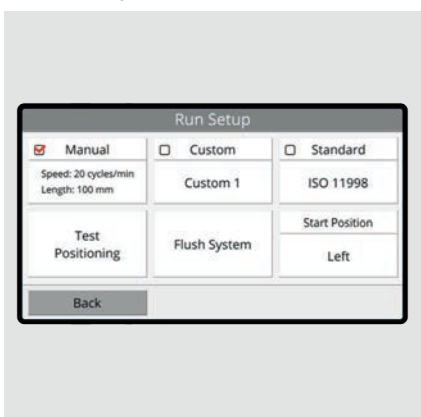 Run Setup
Manual
Custom
Standard
Speed: 20 cycles/min
Length: 100 mm
Custom 1
ISO 11998
Test
Positioning
Flush System
Start Position
Left
Back